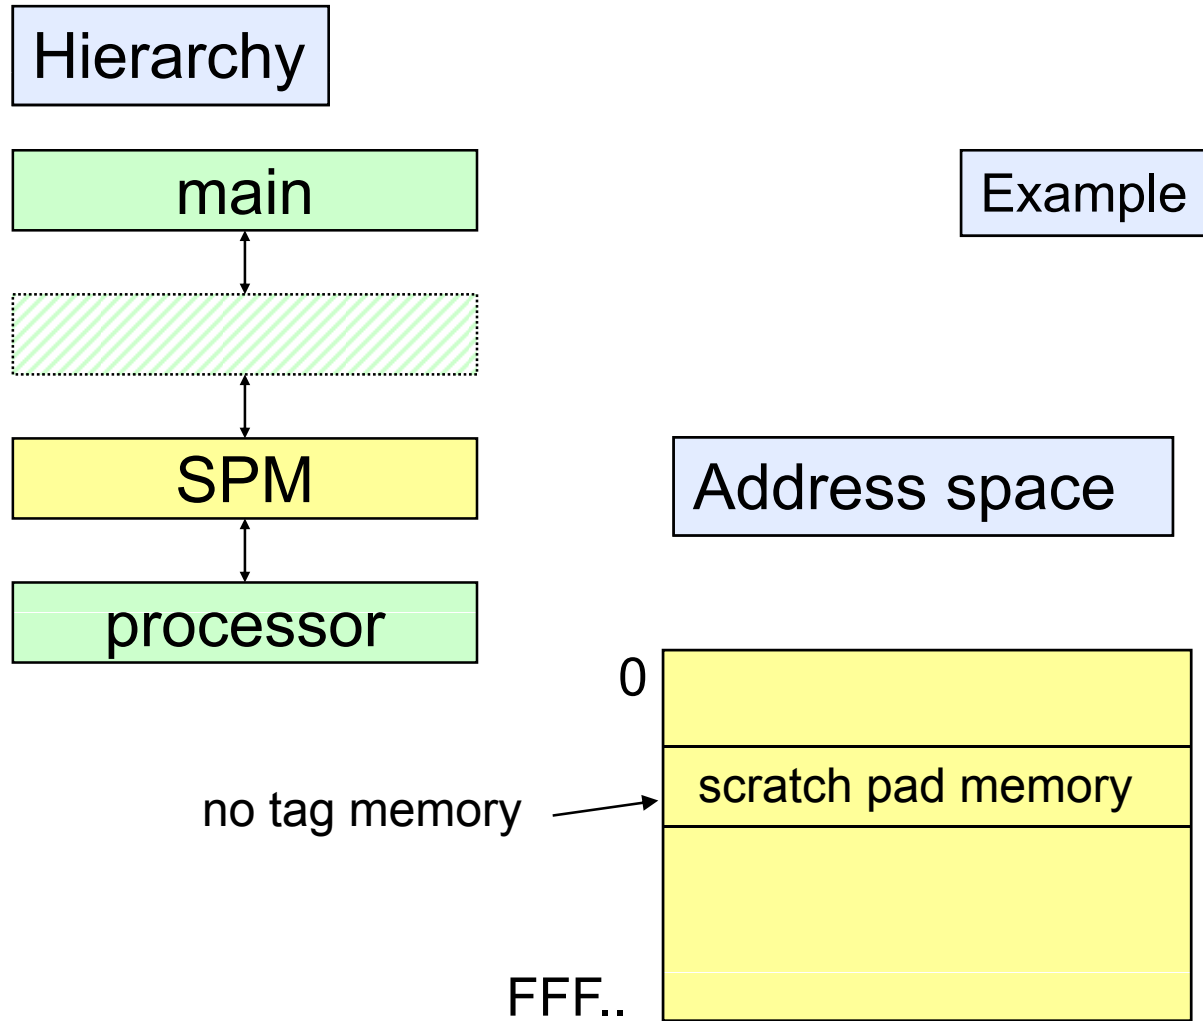 Hierarchy
main
Example
SPM
Address space
processor
0
scratch pad memory
no tag memory
FFF..